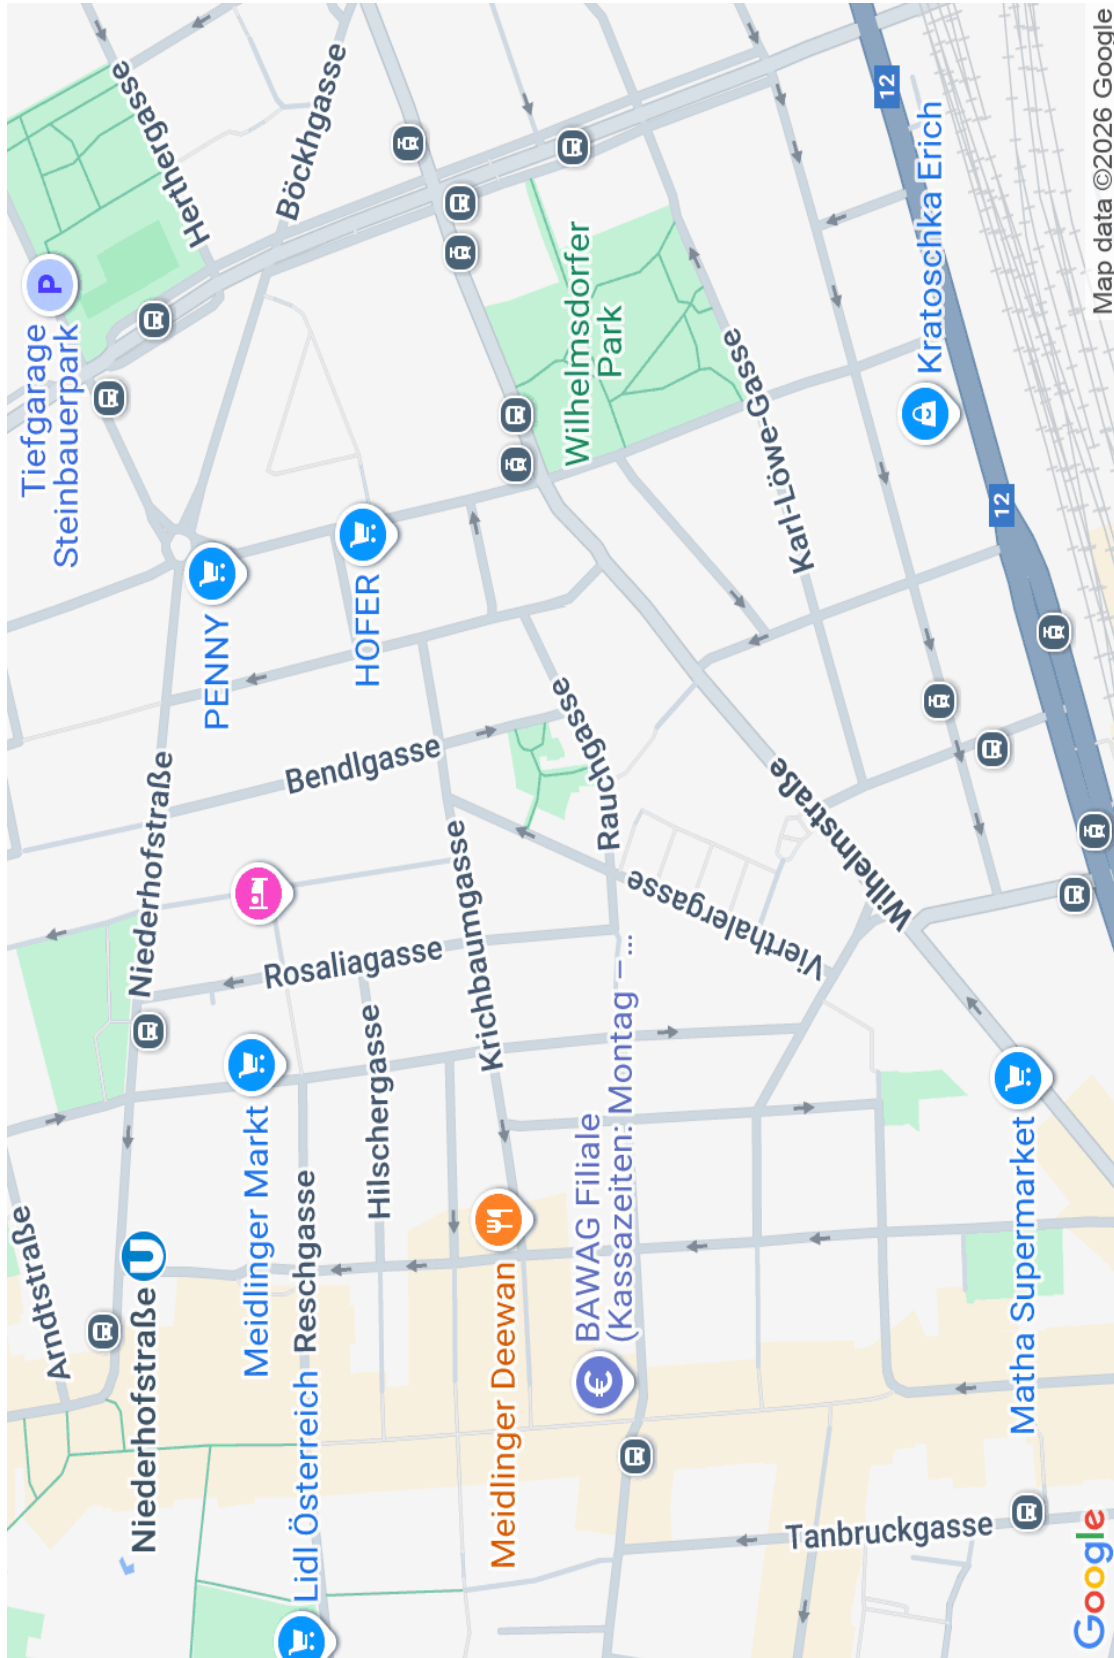 Tiefgarage
Steinbauerpark
Herthergasse
Böckhgasse
PENNY
HOFER
Niederhofstraße
Bendlgasse
Rosaliagasse
Krichbaumgasse
Rauchgasse
Vierthalergasse
Wilhelmsdorfer
Park
Karl-Löwe-Gasse
Wilhelmstraße
Kratoschka Erich
12
12
Arndtstraße
Niederhofstraße
U
Meidlinger Markt
Hilschergasse
Reschgasse
Lidl Österreich
Meidlinger Deewan
BAWAG Filiale
(Kassazeiten: Montag – ...
Matha Supermarket
Tanbruckgasse
P
Google
Map data ©2026 Google